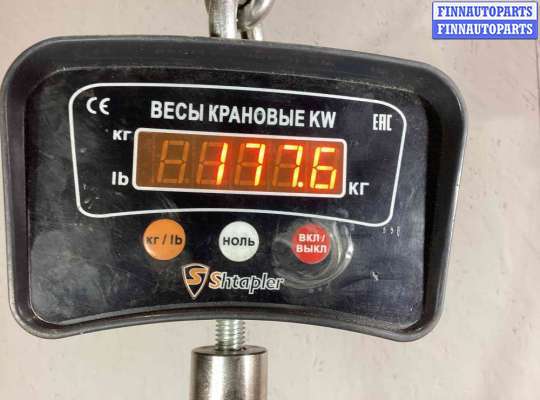 FINNAUTOPARTS
FINNAUTOPARTS
CE
ВЕСЫ КРАНОВЫЕ KW
EAC
кг
lb
177.6
кг
кг / lb
НОЛЬ
ВКЛ /
ВЫКЛ
S Shtapler